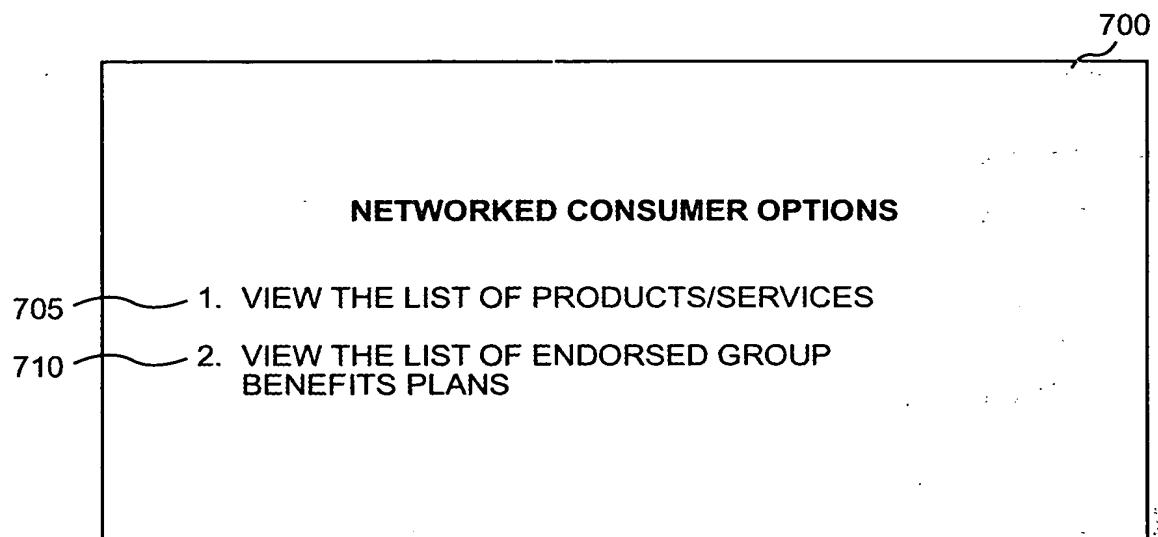 700
NETWORKED CONSUMER OPTIONS
705 1. VIEW THE LIST OF PRODUCTS/SERVICES
710 2. VIEW THE LIST OF ENDORSED GROUP
BENEFITS PLANS